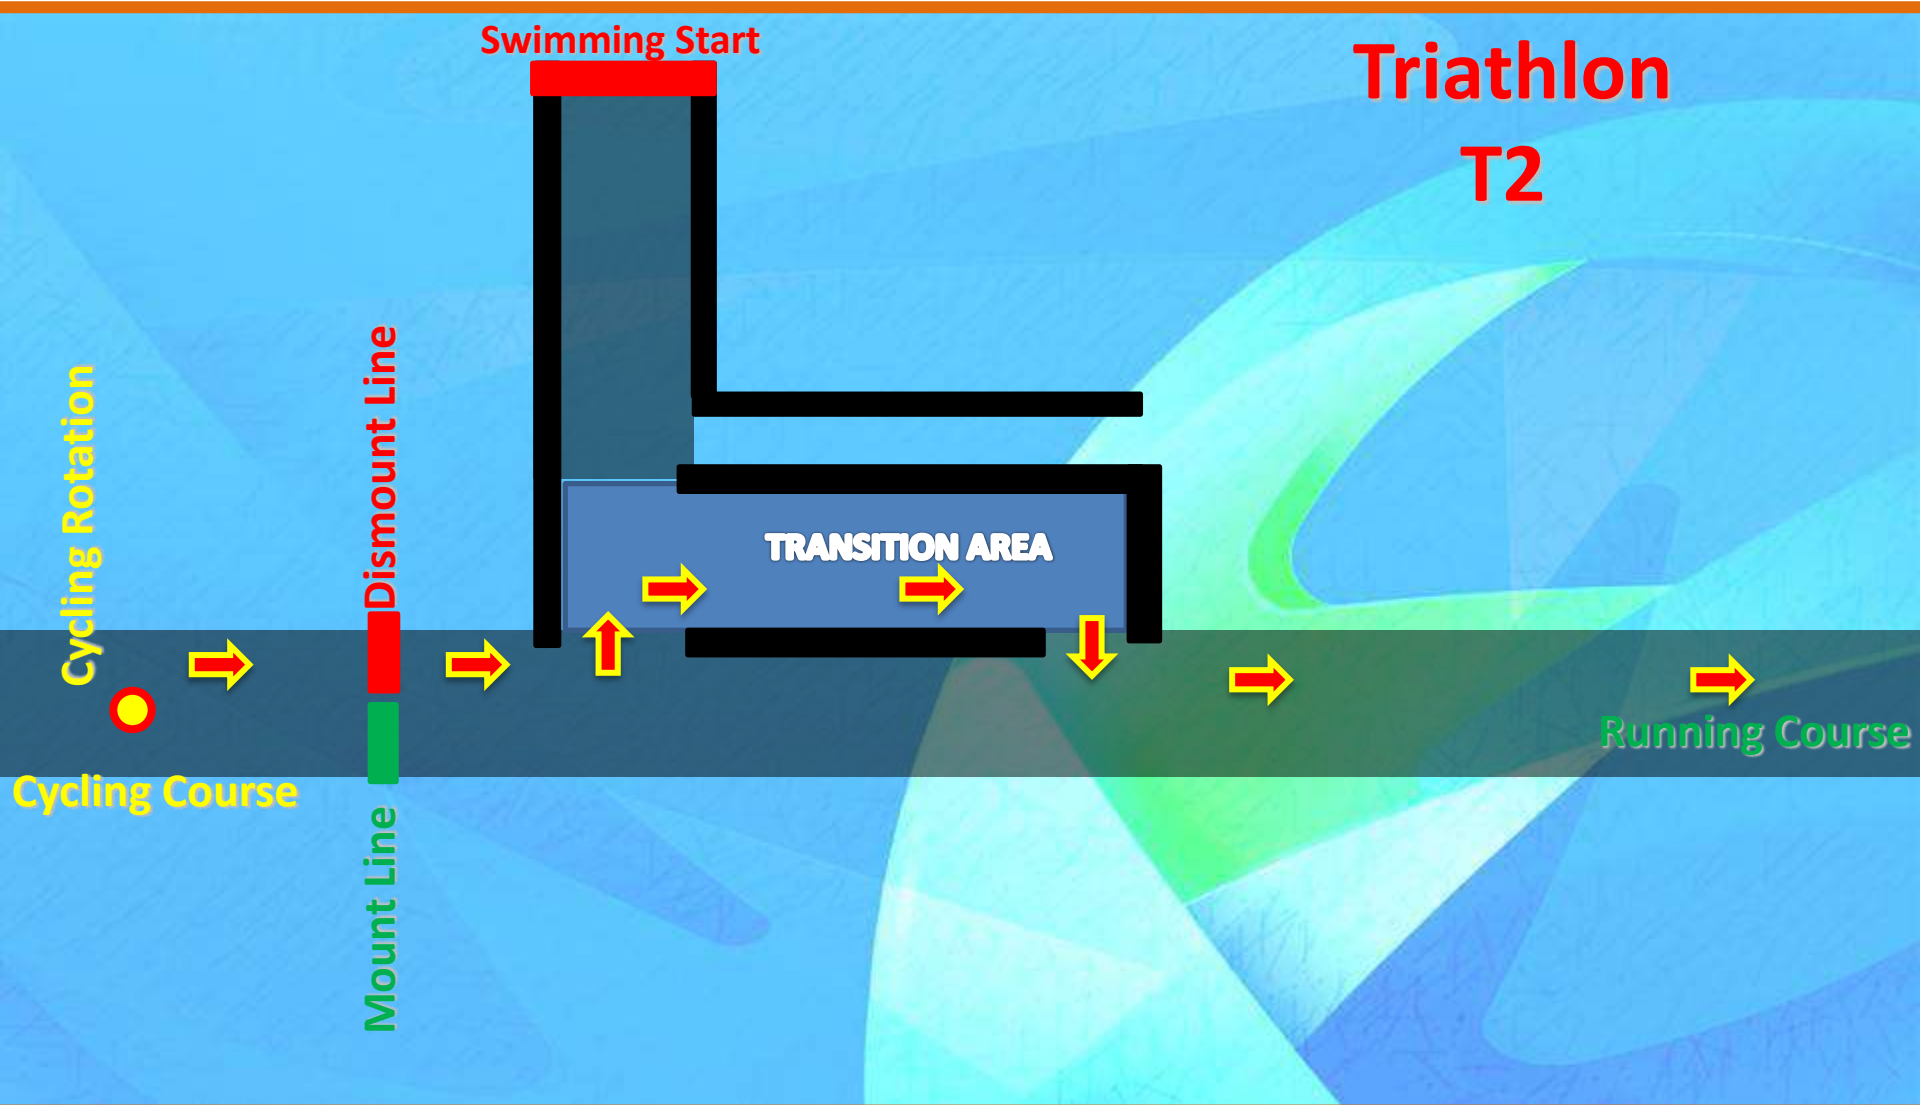 Swimming Start
Triathlon
T2
Dismount Line
Cycling Rotation
TRANSITION AREA
Running Course
Cycling Course
Mount Line